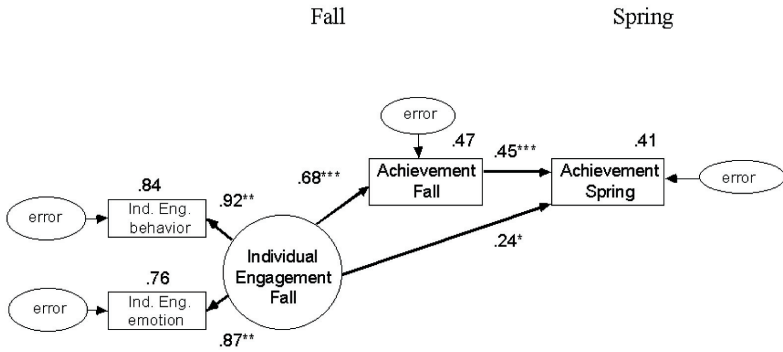 Fall Spring
error
.47 .45*** .41
Achievement
Fall
Achievement
Spring
error
.68***
.84
.92**
error
Ind. Eng.
behavior
.24*
Individual
Engagement
Fall
.76
error
Ind. Eng.
emotion
.87**